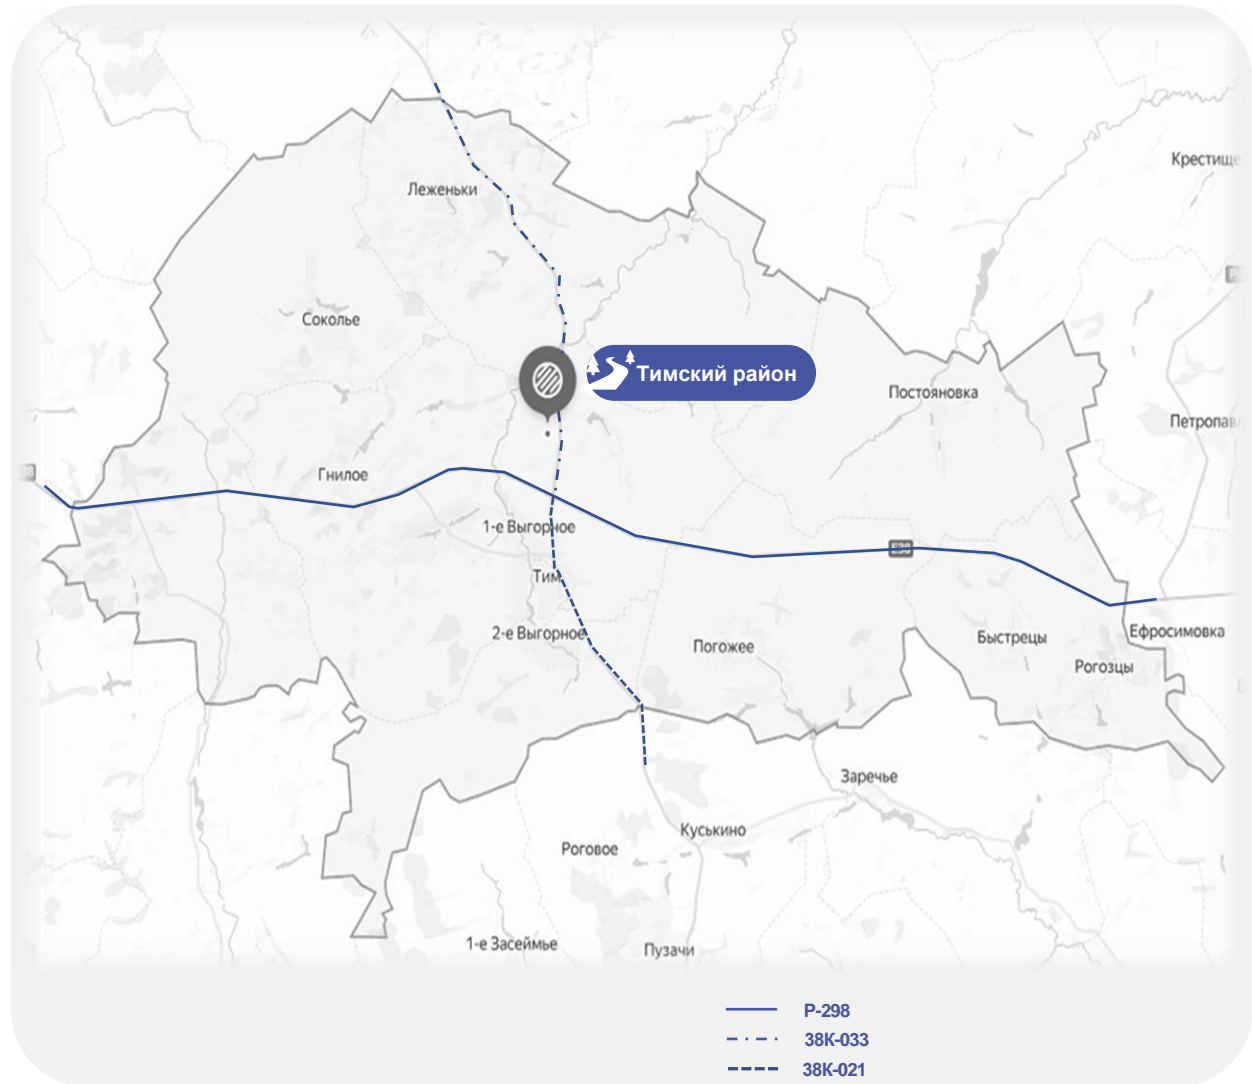 Крестище
Леженьки
Соколье
Тимский район
Постояновка
Петропав
Гнилое
1-е Выгорное
Тим
2-е Выгорное
Погожее
Быстрецы
Ефросимовка
Рогозцы
Заречье
Куськино
Роговое
1-е Засеймье
Пузачи
Р-298
38К-033
38К-021